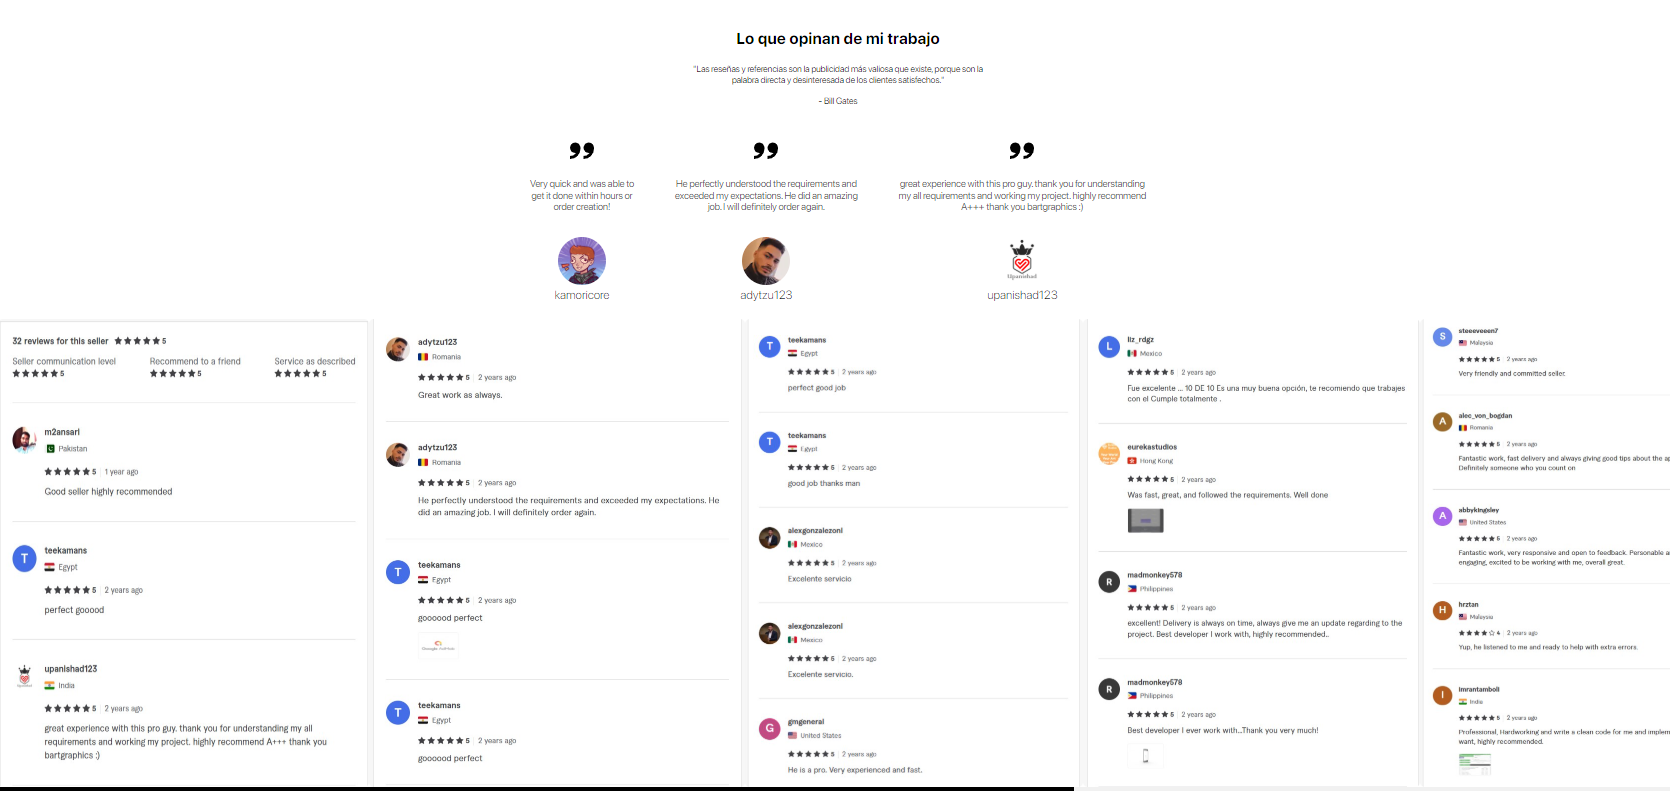 Lo que opinan de mi trabajo
"Las reseñas y referencias son la publicidad más valiosa que existe, porque son la
palabra directa y desinteresada de los clientes satisfechos."
- Bill Gates
Very quick and was able to
get it done within hours or
order creation!
kamoricore
He perfectly understood the requirements and
exceeded my expectations. He did an amazing
job. I will definitely order again.
adytzu123
great experience with this pro guy. thank you for understanding
my all requirements and working my project. highly recommend
A+++ thank you bartgraphics :)
Upanishad
upanishad123
32 reviews for this seller 5
Seller communication level
5
Recommend to a friend
5
Service as described
5
m2ansari
Pakistan
5 | 1 year ago
Good seller highly recommended
T
teekamans
Egypt
5 | 2 years ago
perfect gooood
upanishad123
India
5 | 2 years ago
great experience with this pro guy. thank you for understanding my all
requirements and working my project. highly recommend A+++ thank you
bartgraphics :)
adytzu123
Romania
5 | 2 years ago
Great work as always.
adytzu123
Romania
5 | 2 years ago
He perfectly understood the requirements and exceeded my expectations. He
did an amazing job. I will definitely order again.
T
teekamans
Egypt
5 | 2 years ago
goooood perfect
Google AdMob
T
teekamans
Egypt
5 | 2 years ago
goooood perfect
T
teekamans
Egypt
5 | 2 years ago
perfect good job
T
teekamans
Egypt
5 | 2 years ago
good job thanks man
alexgonzalezonl
Mexico
5 | 2 years ago
Excelente servicio
alexgonzalezonl
Mexico
5 | 2 years ago
Excelente servicio.
G
gmgeneral
United States
5 | 2 years ago
He is a pro. Very experienced and fast.
L
liz_rdgz
Mexico
5 | 2 years ago
Fue excelente ... 10 DE 10 Es una muy buena opción, te recomiendo que trabajes
con el Cumple totalmente .
eurekastudios
Hong Kong
5 | 2 years ago
Was fast, great, and followed the requirements. Well done
R
madmonkey578
Philippines
5 | 2 years ago
excellent! Delivery is always on time, always give me an update regarding to the
project. Best developer I work with, highly recommended..
R
madmonkey578
Philippines
5 | 2 years ago
Best developer I ever work with...Thank you very much!
S
steeeveeen7
Malaysia
5 | 2 years ago
Very friendly and committed seller.
A
alec_von_bogdan
Romania
5 | 2 years ago
Fantastic work, fast delivery and always giving good tips about the
Definitely someone who you count on
A
abbykingsley
United States
5 | 2 years ago
Fantastic work, very responsive and open to feedback. Personable
engaging, excited to be working with me, overall great.
H
hrztan
Malaysia
4 | 2 years ago
Yup, he listened to me and ready to help with extra errors.
I
imrantamboli
India
5 | 2 years ago
Professional, Hardworking and write a clean code for me and implem
want, highly recommended.